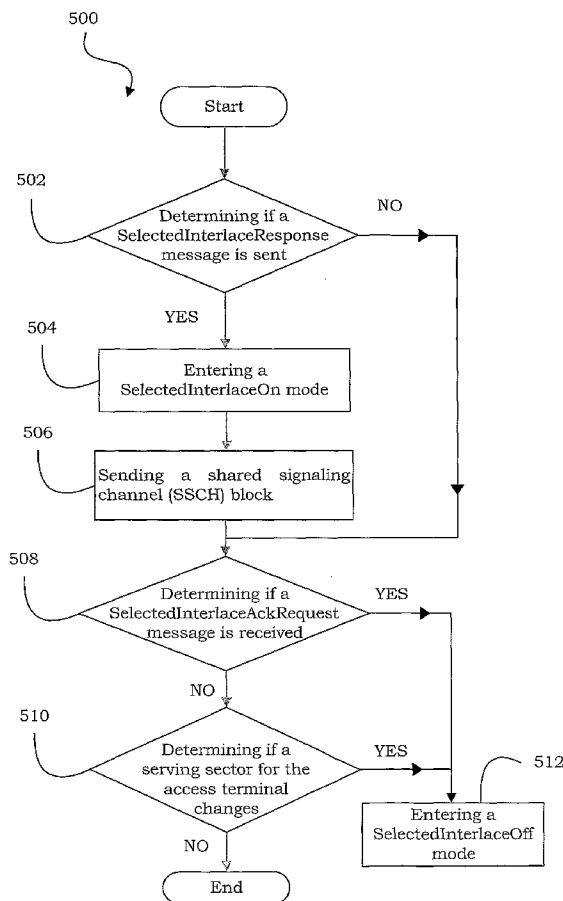 500
Start
502
Determining if a
SelectedInterlaceResponse
message is sent
NO
YES
504
Entering a
SelectedInterlaceOn mode
506
Sending a shared signaling
channel (SSCH) block
508
Determining if a
SelectedInterlaceAckRequest
message is received
YES
NO
510
Determining if a
serving sector for the
access terminal
changes
YES
512
Entering a
SelectedInterlaceOff
mode
NO
End